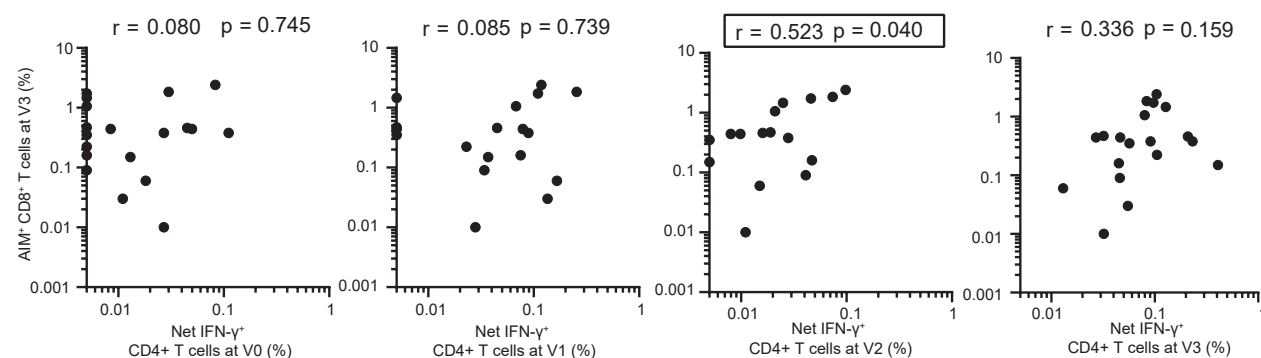 r = 0.080 p = 0.745
10
1
0.1
0.01
0.001
AIM⁺ CD8⁺ T cells at V3 (%)
0.01 0.1 1
Net IFN-γ⁺
CD4+ T cells at V0 (%)
r = 0.085 p = 0.739
10
1
0.1
0.01
0.001
0.01 0.1 1
Net IFN-γ⁺
CD4+ T cells at V1 (%)
r = 0.523 p = 0.040
10
1
0.1
0.01
0.001
0.01 0.1 1
Net IFN-γ⁺
CD4+ T cells at V2 (%)
r = 0.336 p = 0.159
10
1
0.1
0.01
0.001
0.01 0.1 1
Net IFN-γ⁺
CD4+ T cells at V3 (%)